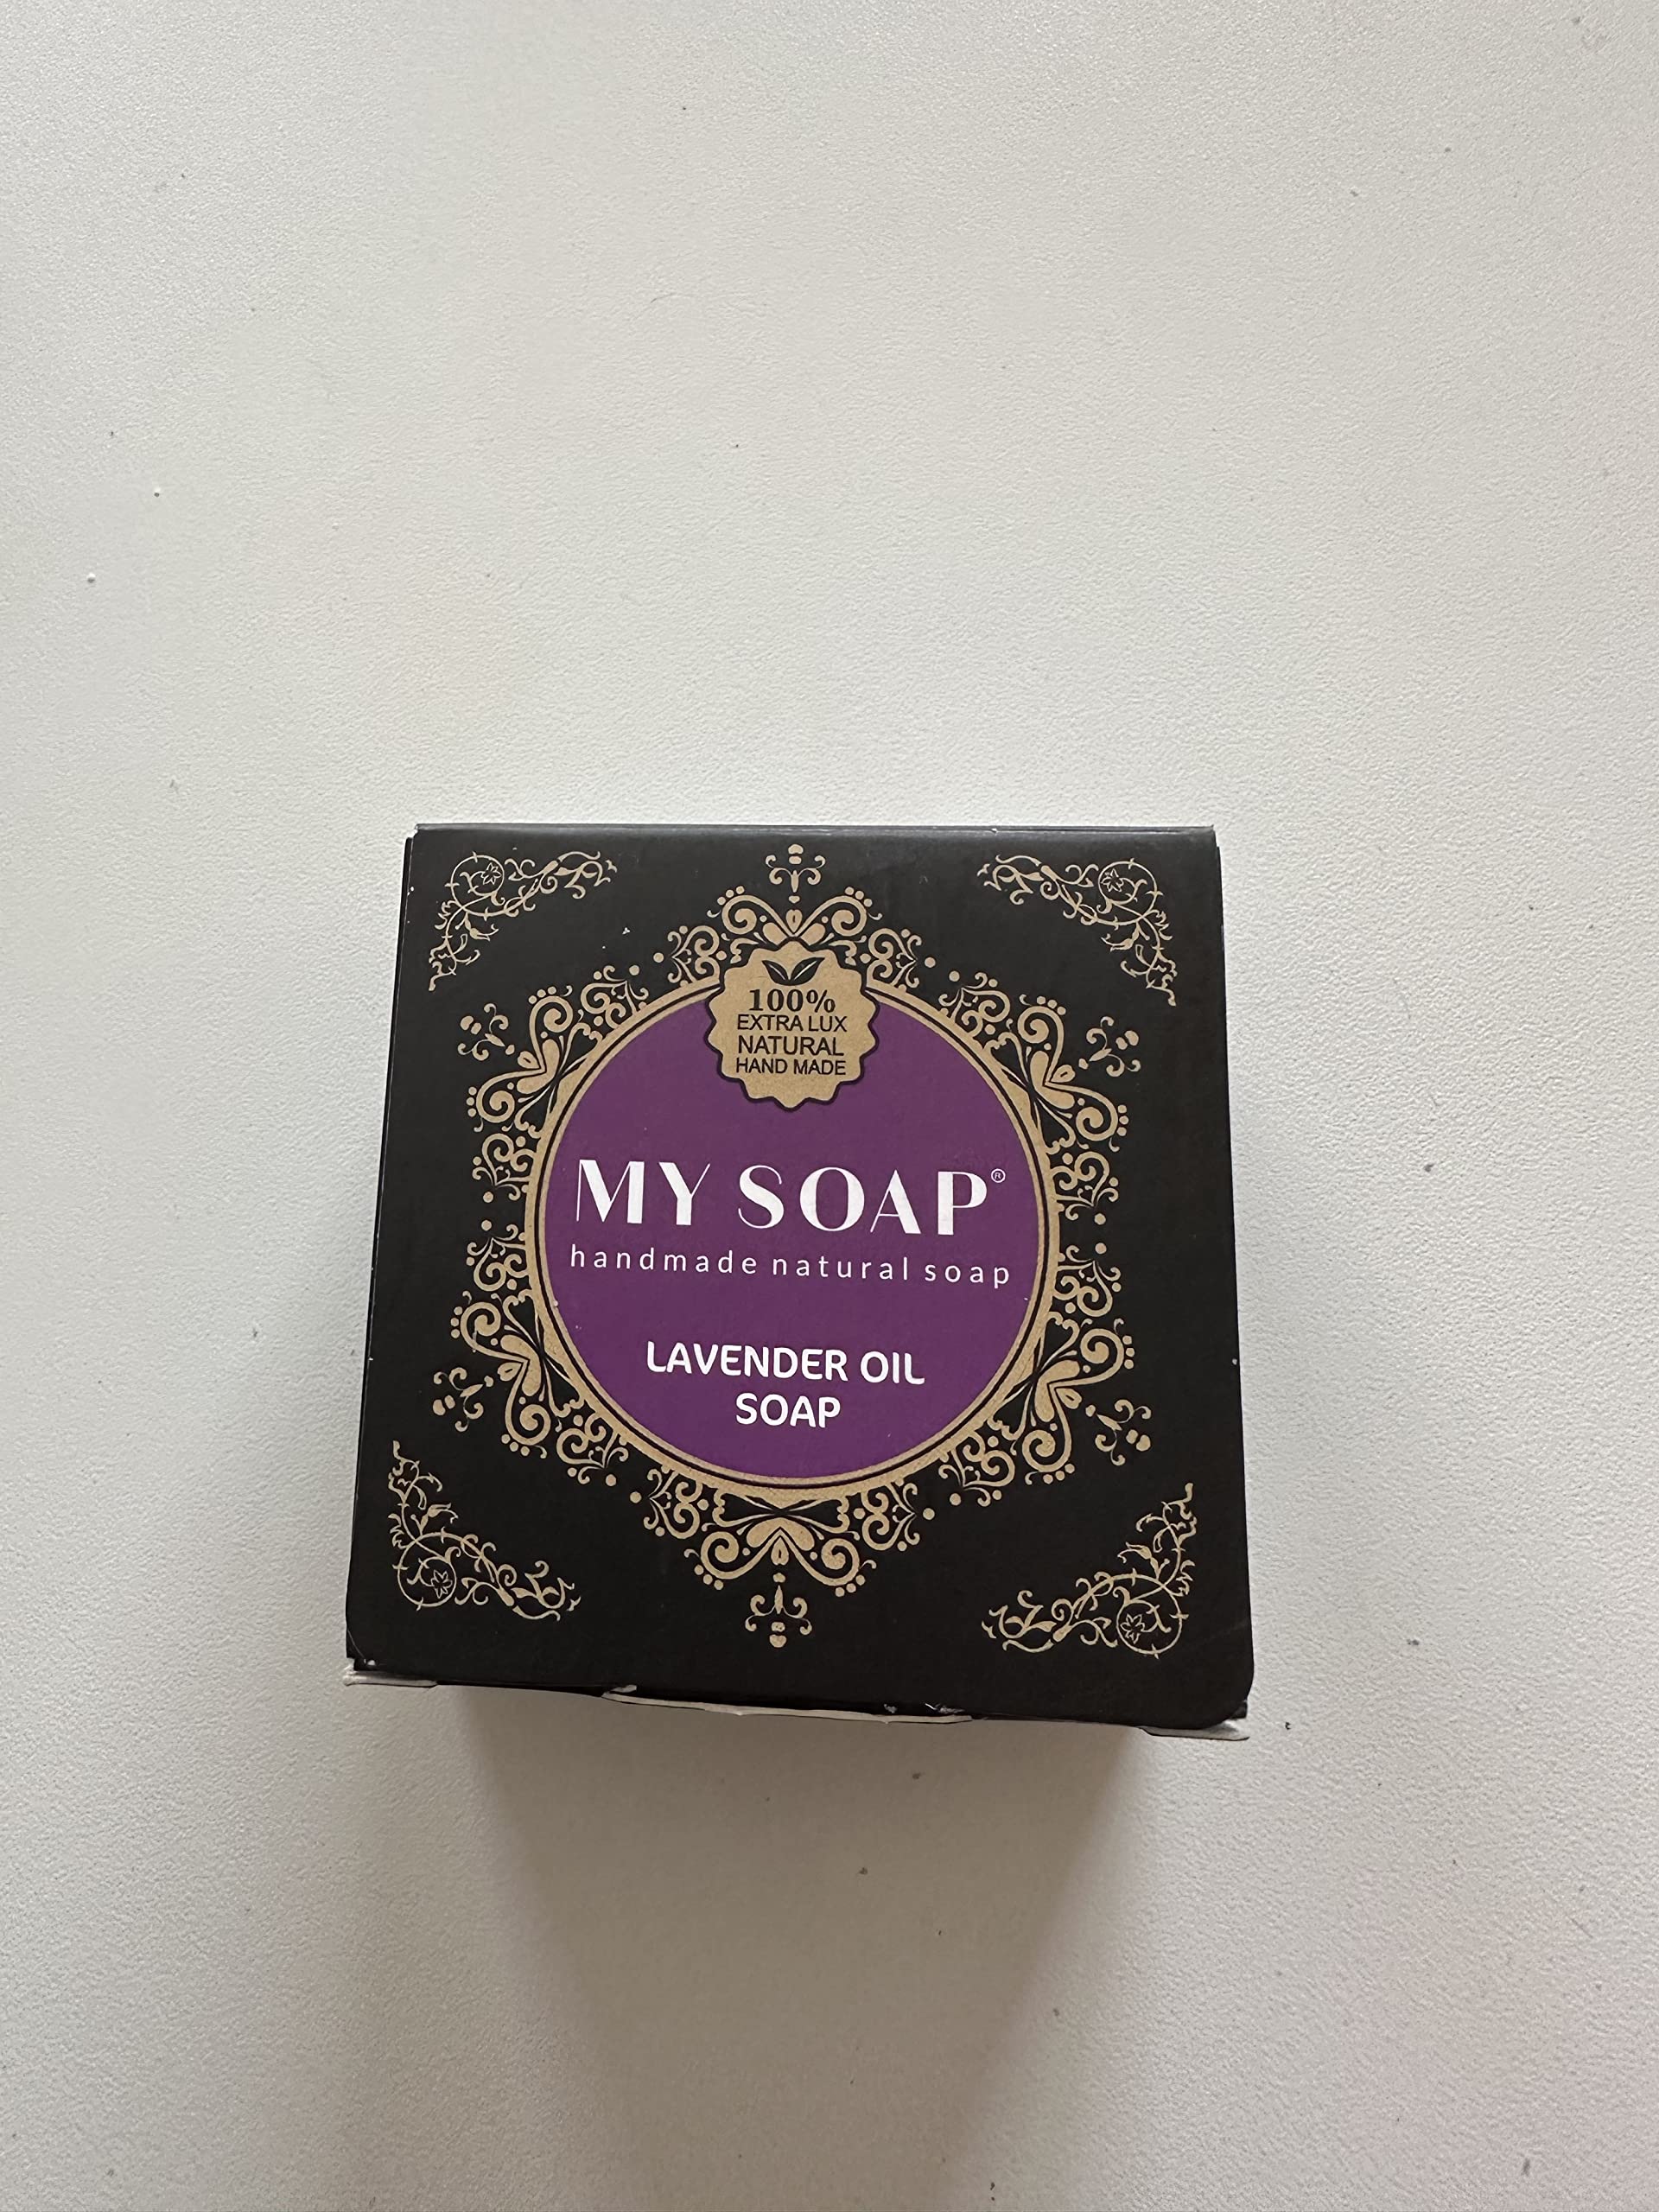 100%
EXTRA LUX
NATURAL
HAND MADE
MY SOAP®
handmade natural soap
LAVENDER OIL
SOAP